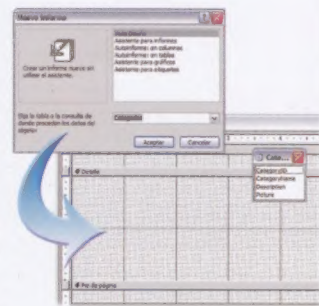 Nuevo informe
Vista Diseño
Asistente para informes
Autoinforme: en columnas
Autoinforme: en tablas
Asistente para gráficos
Asistente para etiquetas
Crear un informe nuevo sin
utilizar el asistente.
Elija la tabla o la consulta de
donde proceden los datos del
objeto:
Categorías
Aceptar
Cancelar
Cate...
CategoryID
CategoryName
Description
Picture
Detalle
Pie de página